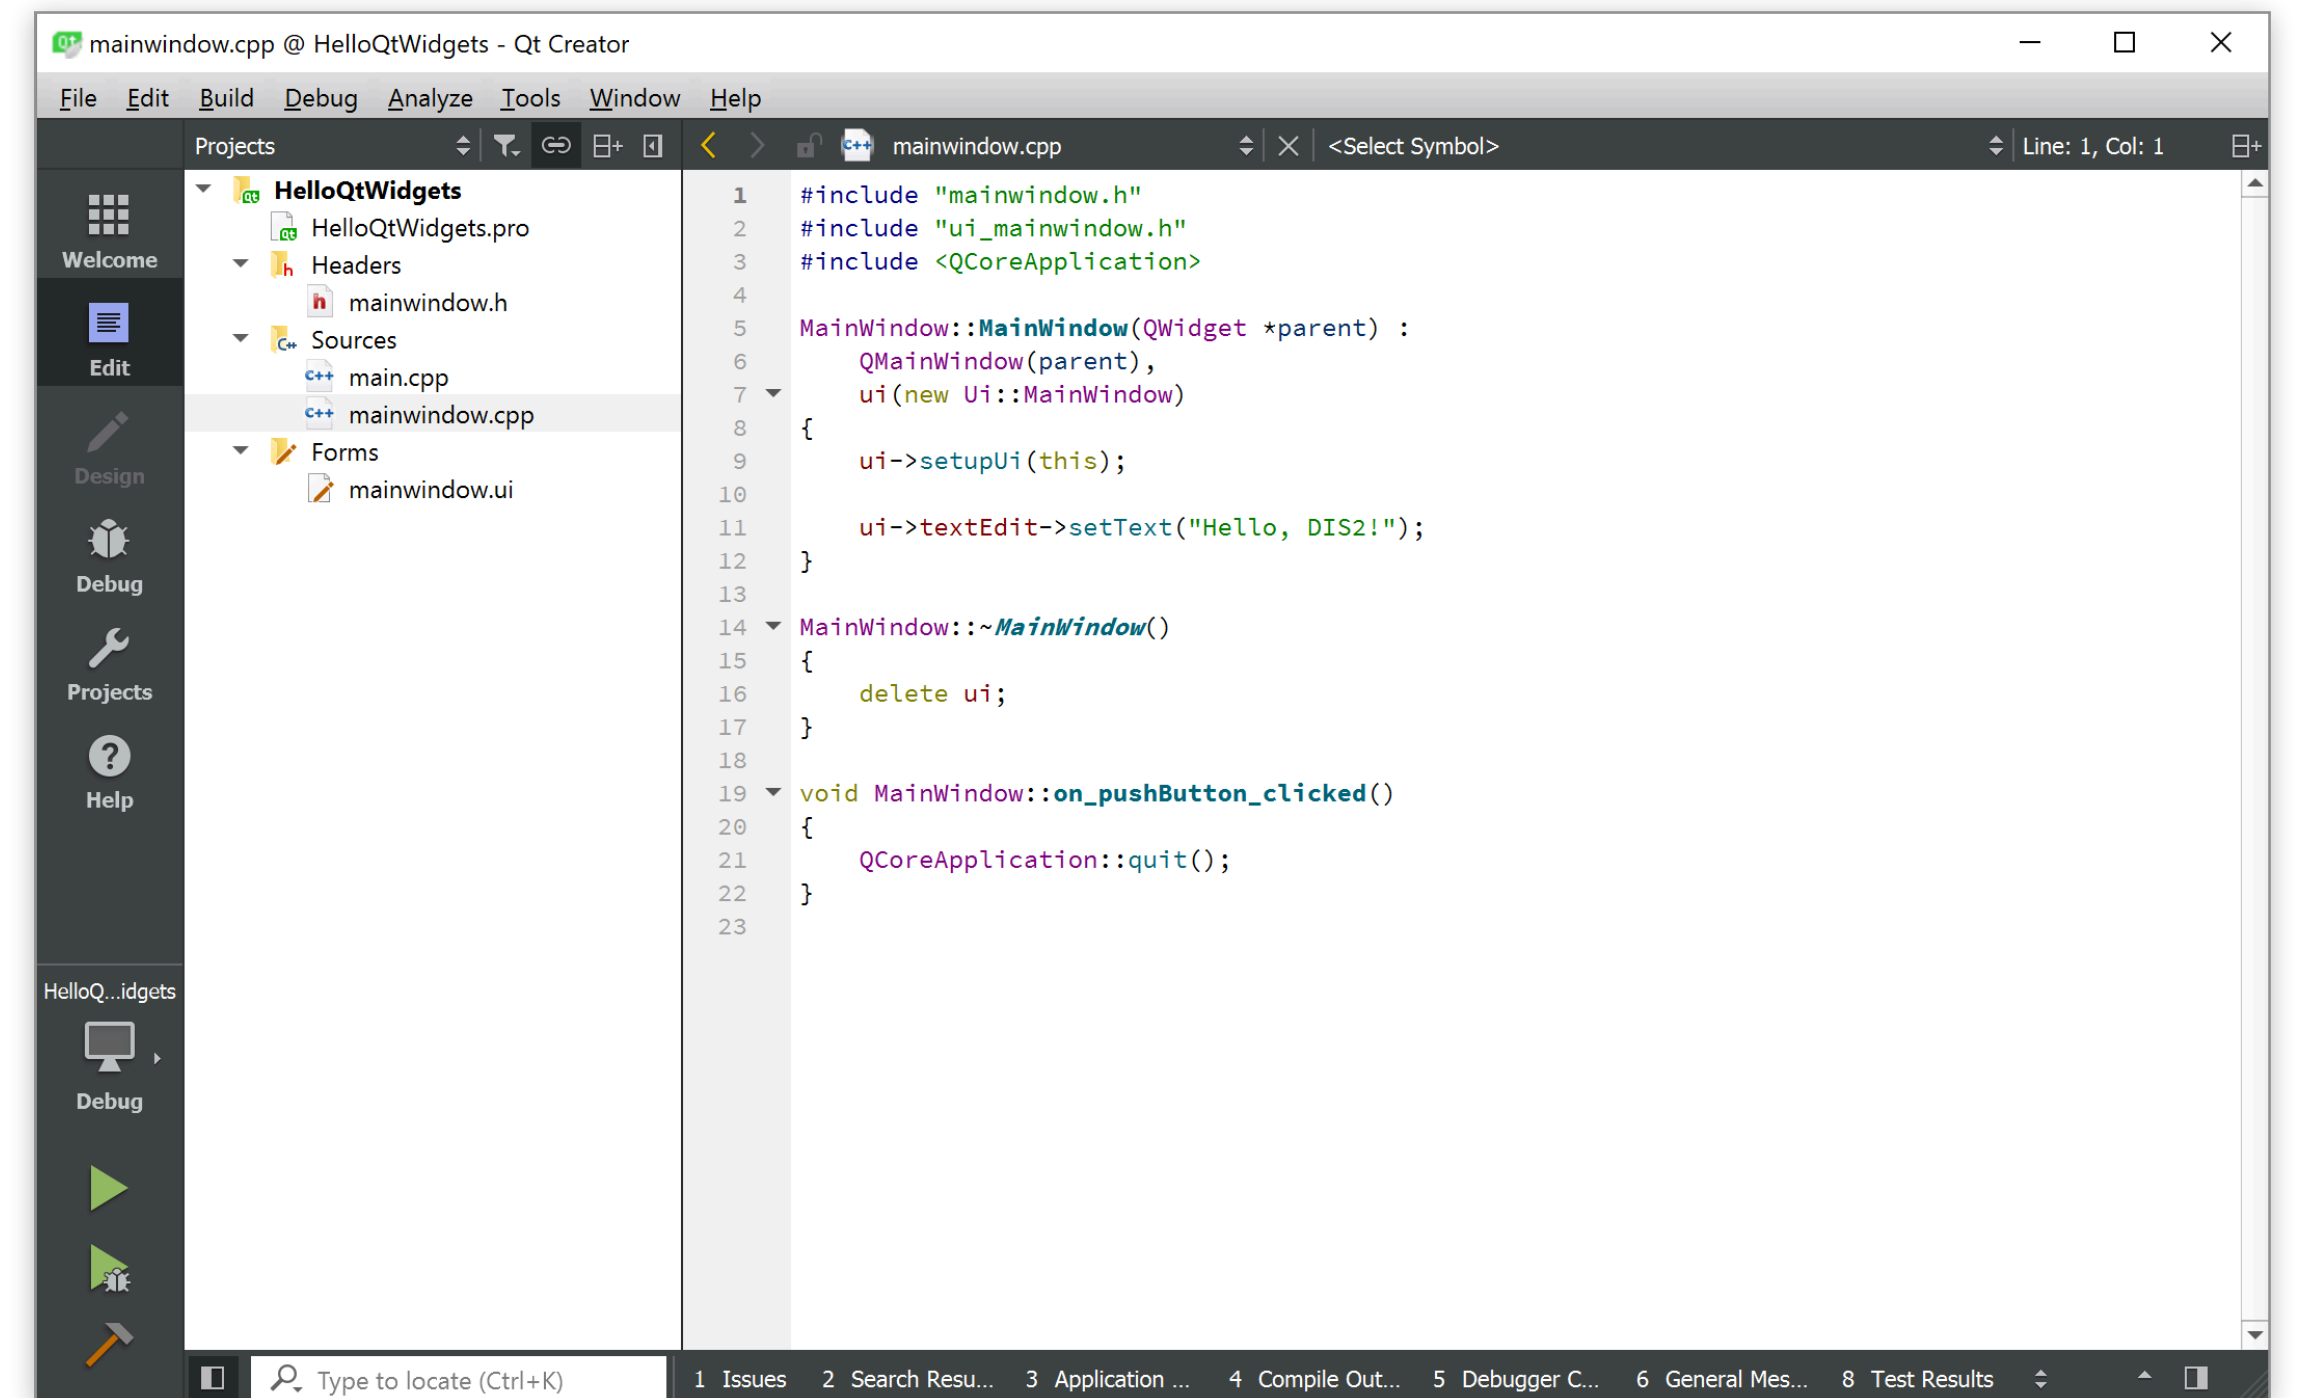 mainwindow.cpp @ HelloQtWidgets - Qt Creator
File Edit Build Debug Analyze Tools Window Help
Projects
mainwindow.cpp
<Select Symbol>
Line: 1, Col: 1
Welcome
Edit
Design
Debug
Projects
Help
HelloQ...idgets
Debug
HelloQtWidgets
HelloQtWidgets.pro
Headers
mainwindow.h
Sources
main.cpp
mainwindow.cpp
Forms
mainwindow.ui
1 #include "mainwindow.h"
2 #include "ui_mainwindow.h"
3 #include <QCoreApplication>
4
5 MainWindow::MainWindow(QWidget *parent) :
6     QMainWindow(parent),
7     ui(new Ui::MainWindow)
8 {
9     ui->setupUi(this);
10
11     ui->textEdit->setText("Hello, DIS2!");
12 }
13
14 MainWindow::~MainWindow()
15 {
16     delete ui;
17 }
18
19 void MainWindow::on_pushButton_clicked()
20 {
21     QCoreApplication::quit();
22 }
23
Type to locate (Ctrl+K)
1 Issues 2 Search Resu... 3 Application ... 4 Compile Out... 5 Debugger C... 6 General Mes... 8 Test Results